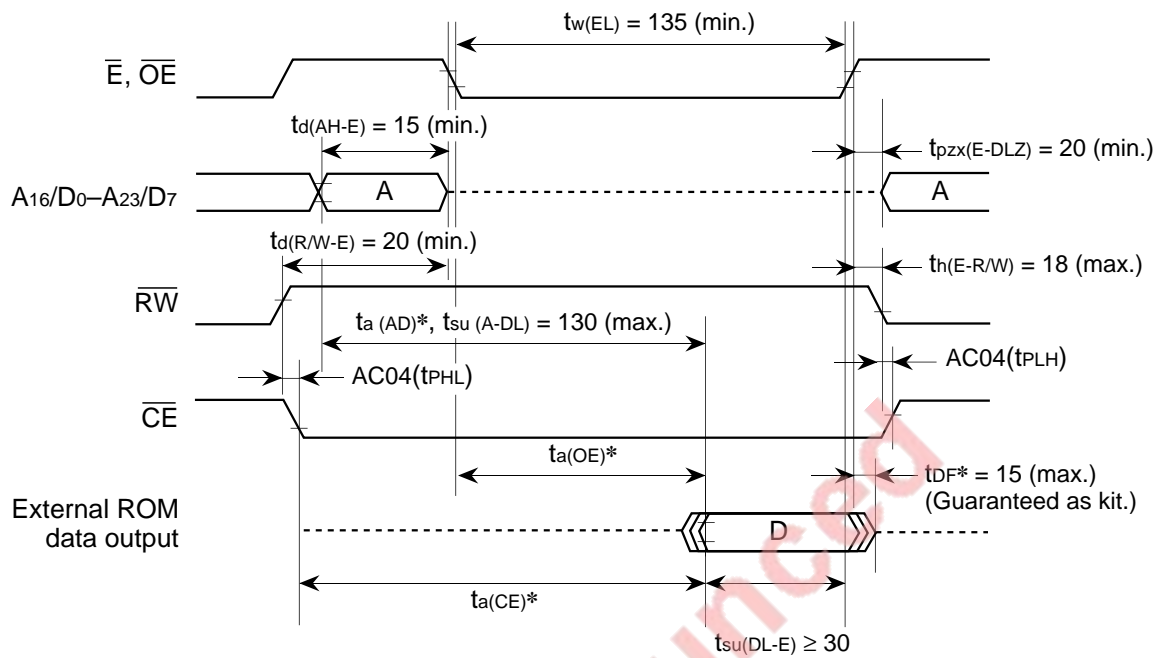 tw(EL) = 135 (min.)
E, OE
td(AH-E) = 15 (min.)
tpzx(E-DLZ) = 20 (min.)
A16/D0–A23/D7
A
A
td(R/W-E) = 20 (min.)
th(E-R/W) = 18 (max.)
RW
ta (AD)*, tsu (A-DL) = 130 (max.)
AC04(tPHL)
AC04(tPLH)
CE
ta(OE)*
tDF* = 15 (max.)
(Guaranteed as kit.)
External ROM
data output
D
ta(CE)*
tsu(DL-E) ≥ 30
unced